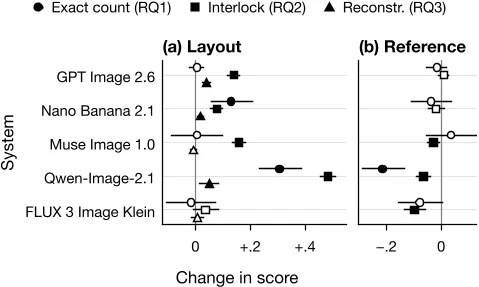 Exact count (RQ1) Interlock (RQ2) Reconstr. (RQ3)
(a) Layout (b) Reference
System
GPT Image 2.6
Nano Banana 2.1
Muse Image 1.0
Qwen-Image-2.1
FLUX 3 Image Klein
0 +.2 +.4 −.2 0
Change in score